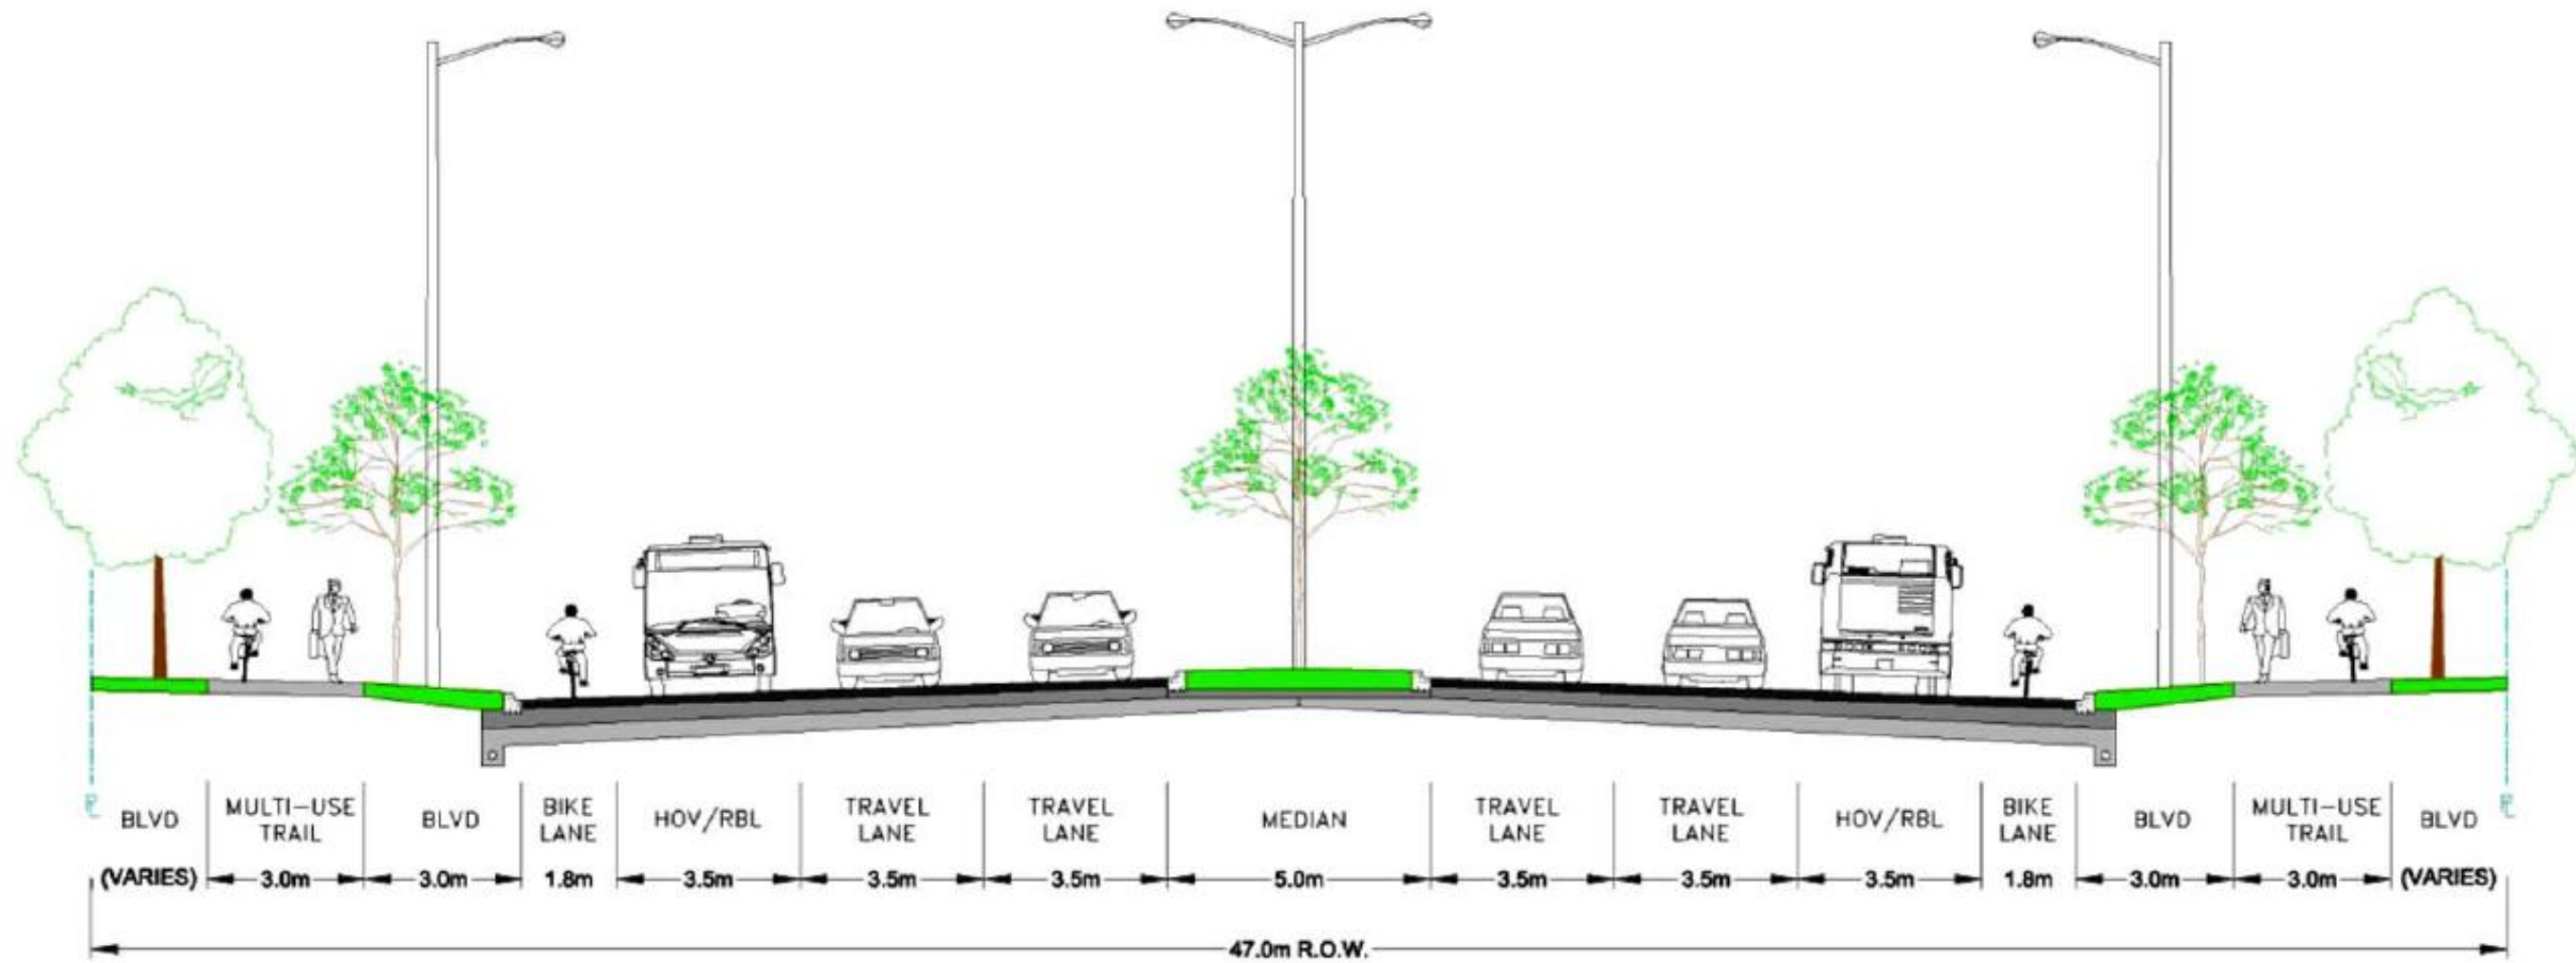 BLVD
MULTI-USE
TRAIL
BLVD
BIKE
LANE
HOV/RBL
TRAVEL
LANE
TRAVEL
LANE
MEDIAN
TRAVEL
LANE
TRAVEL
LANE
HOV/RBL
BIKE
LANE
BLVD
MULTI-USE
TRAIL
BLVD
(VARIES) 3.0m 3.0m 1.8m 3.5m 3.5m 3.5m 5.0m 3.5m 3.5m 3.5m 1.8m 3.0m 3.0m (VARIES)
47.0m R.O.W.